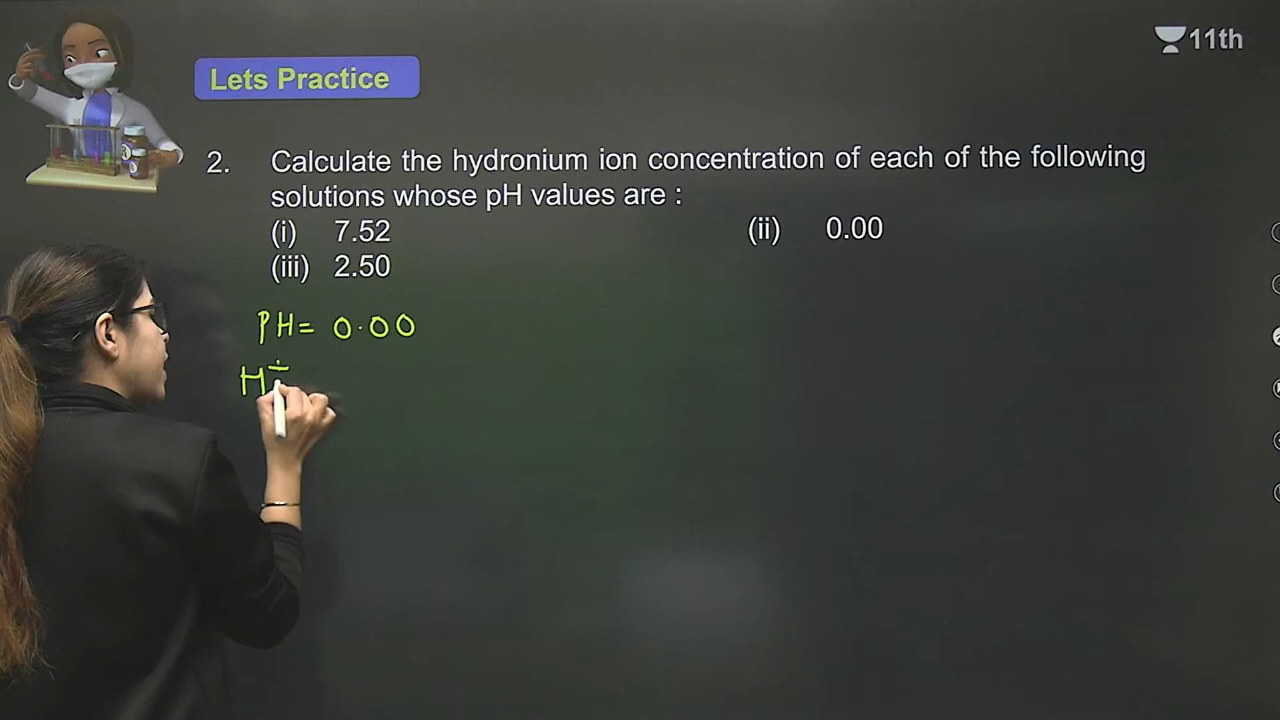 11th
Lets Practice
2. Calculate the hydronium ion concentration of each of the following
solutions whose pH values are :
(i) 7.52 (ii) 0.00
(iii) 2.50
PH= 0.00
H